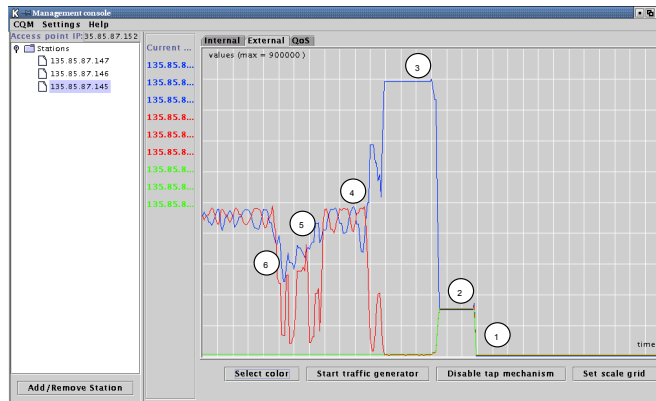 Management console
CQM Settings Help
Access point IP:35.85.87.152
Stations
135.85.87.147
135.85.87.146
135.85.87.145
Add/Remove Station
Current ...
135.85.8...
135.85.8...
135.85.8...
135.85.8...
135.85.8...
135.85.8...
135.85.8...
135.85.8...
135.85.8...
Internal External QoS
values (max = 900000 )
3
4
5
6
2
1
time
Select color Start traffic generator Disable tap mechanism Set scale grid